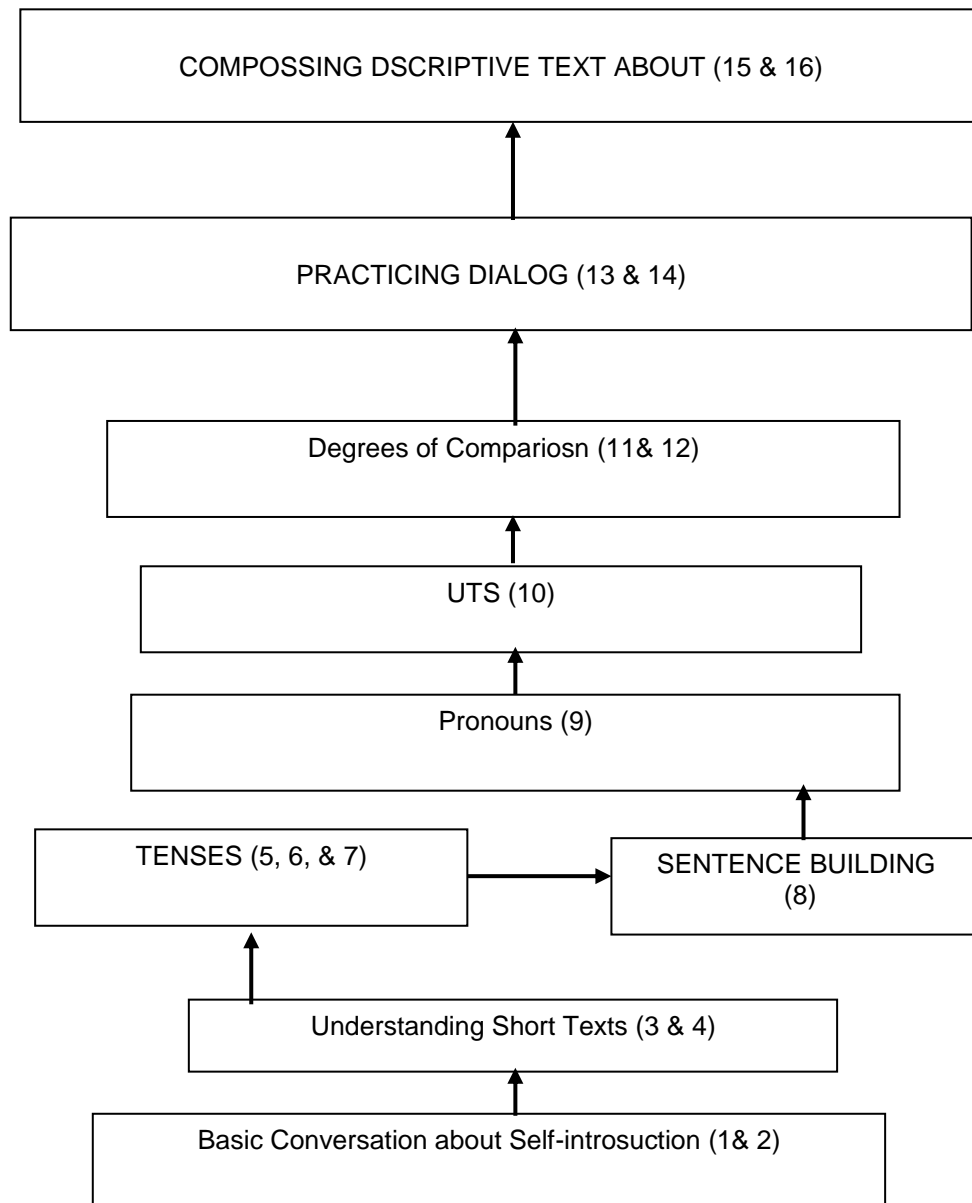 COMPOSSING DSCRIPTIVE TEXT ABOUT (15 & 16)
PRACTICING DIALOG (13 & 14)
Degrees of Compariosn (11& 12)
UTS (10)
Pronouns (9)
TENSES (5, 6, & 7)
SENTENCE BUILDING
(8)
Understanding Short Texts (3 & 4)
Basic Conversation about Self-introsuction (1& 2)